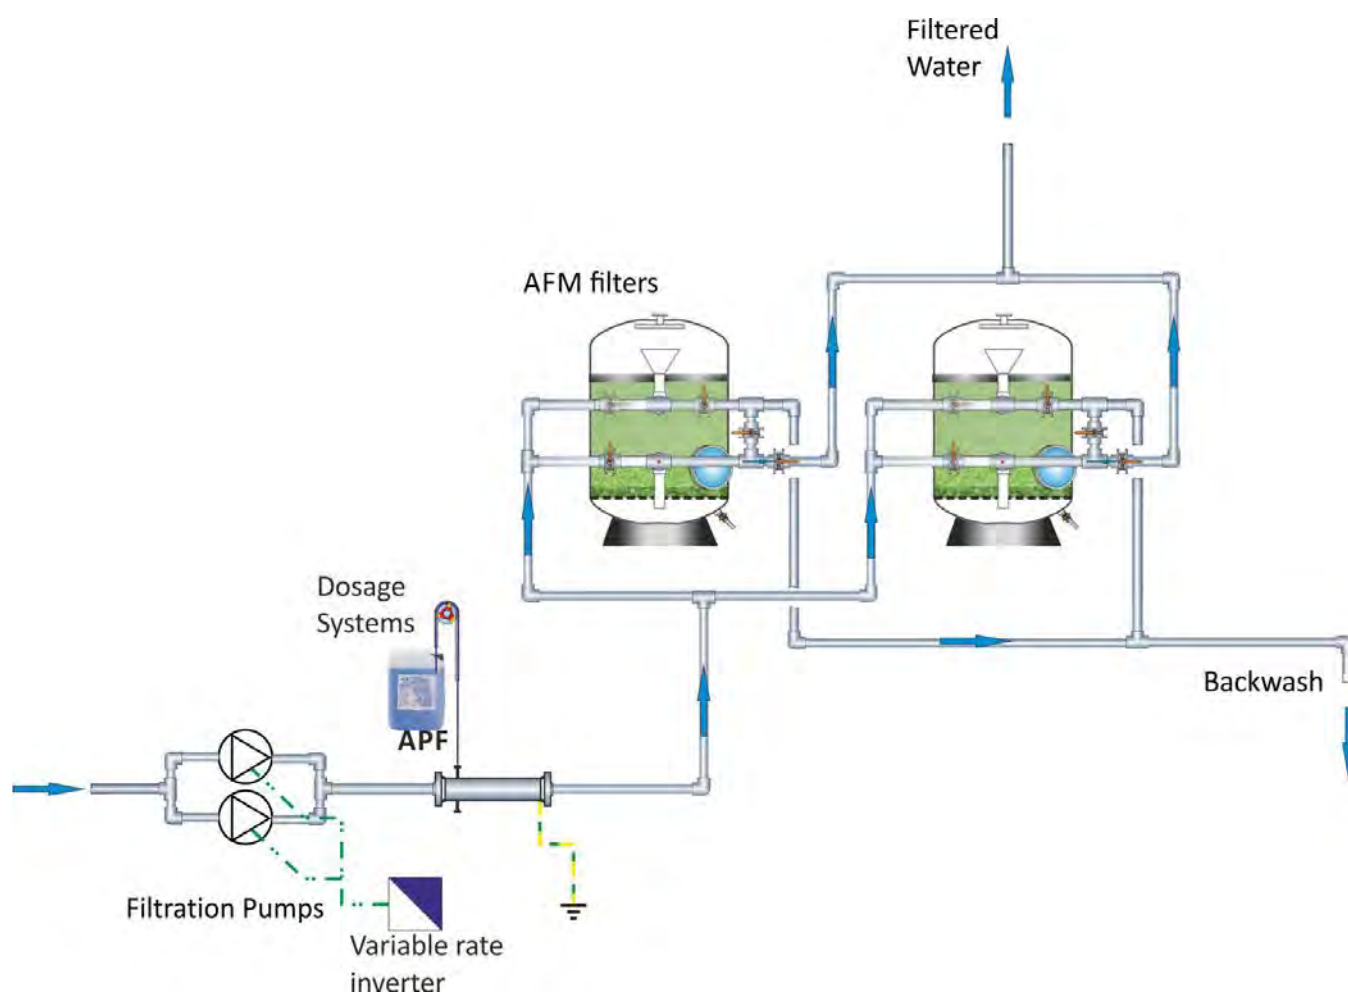 Filtered
Water
AFM filters
Dosage
Systems
APF
Backwash
Filtration Pumps
Variable rate
inverter